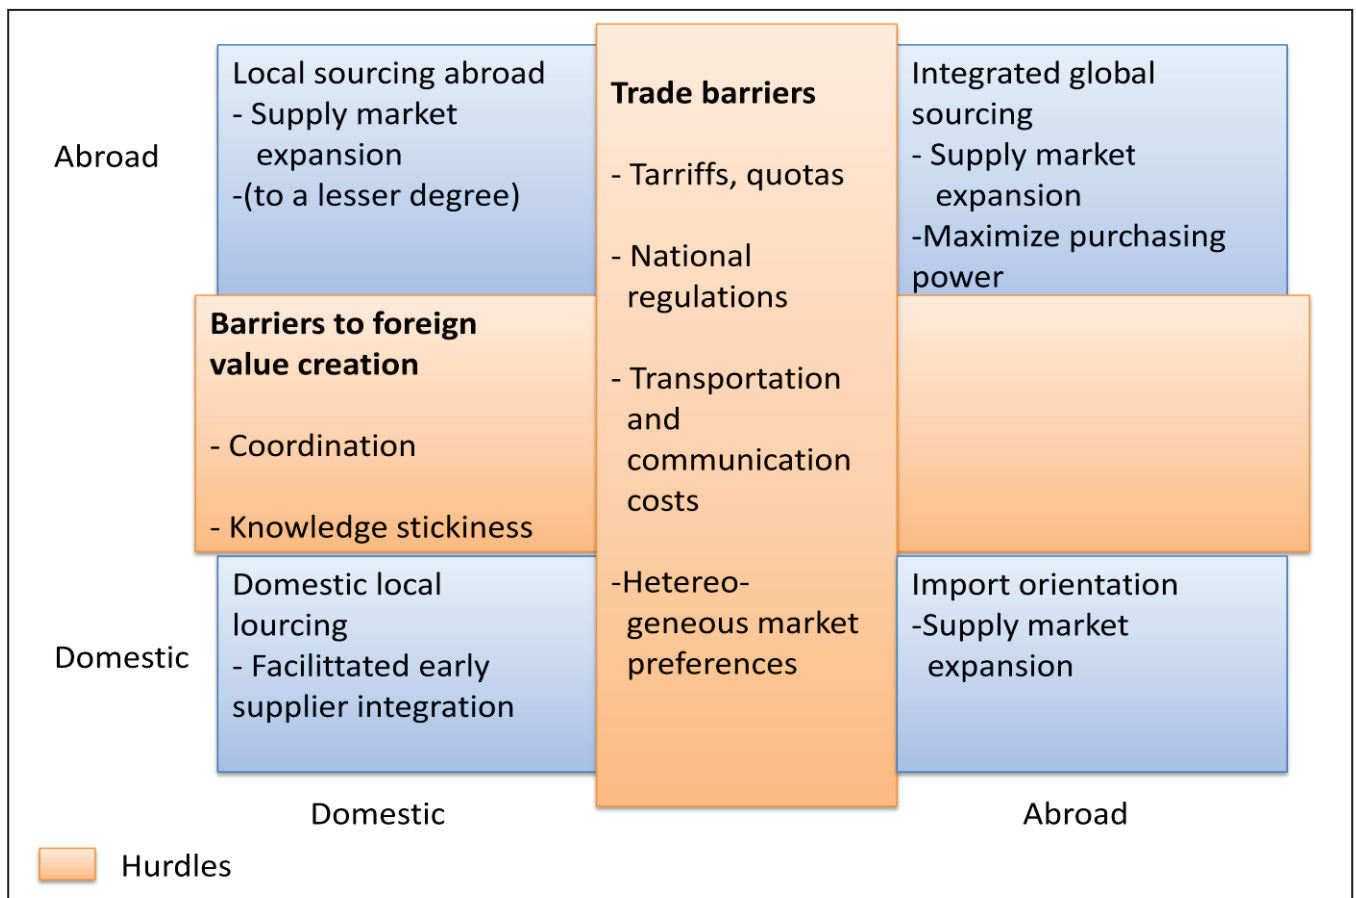 Abroad
Local sourcing abroad
- Supply market
expansion
-(to a lesser degree)
Trade barriers
- Tarriffs, quotas
- National
regulations
- Transportation
and
communication
costs
-Hetereo-
geneous market
preferences
Integrated global
sourcing
- Supply market
expansion
-Maximize purchasing
power
Barriers to foreign
value creation
- Coordination
- Knowledge stickiness
Domestic
Domestic local
lourcing
- Facilittated early
supplier integration
Import orientation
-Supply market
expansion
Domestic
Abroad
Hurdles